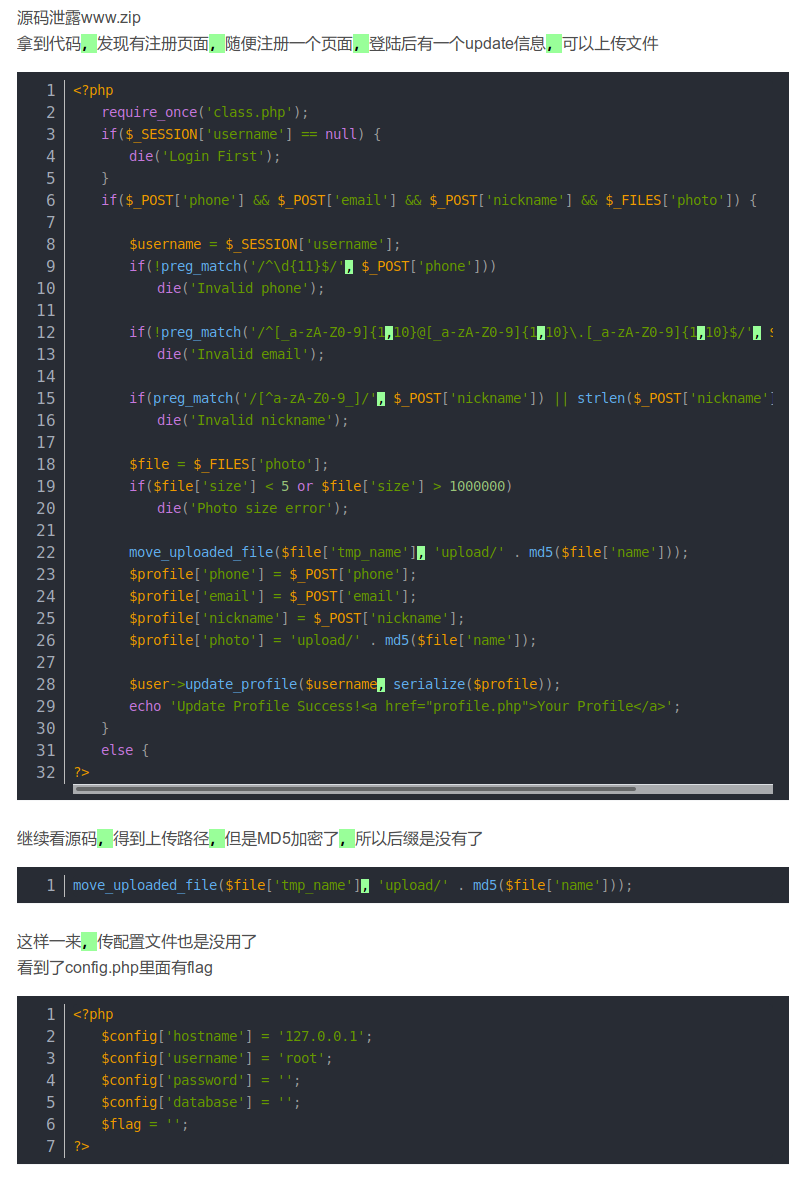 源码泄露www.zip
拿到代码，发现有注册页面，随便注册一个页面，登陆后有一个update信息，可以上传文件
1 <?php
2 require_once('class.php');
3 if($_SESSION['username'] == null) {
4 die('Login First');
5 }
6 if($_POST['phone'] && $_POST['email'] && $_POST['nickname'] && $_FILES['photo']) {
7
8 $username = $_SESSION['username'];
9 if(!preg_match('/^\d{11}$/', $_POST['phone']))
10 die('Invalid phone');
11
12 if(!preg_match('/^[_a-zA-Z0-9]{1,10}@[_a-zA-Z0-9]{1,10}\.[_a-zA-Z0-9]{1,10}$/', $
13 die('Invalid email');
14
15 if(preg_match('/[^a-zA-Z0-9_]/', $_POST['nickname']) || strlen($_POST['nickname']
16 die('Invalid nickname');
17
18 $file = $_FILES['photo'];
19 if($file['size'] < 5 or $file['size'] > 1000000)
20 die('Photo size error');
21
22 move_uploaded_file($file['tmp_name'], 'upload/' . md5($file['name']));
23 $profile['phone'] = $_POST['phone'];
24 $profile['email'] = $_POST['email'];
25 $profile['nickname'] = $_POST['nickname'];
26 $profile['photo'] = 'upload/' . md5($file['name']);
27
28 $user->update_profile($username, serialize($profile));
29 echo 'Update Profile Success!<a href="profile.php">Your Profile</a>';
30 }
31 else {
32 ?>
继续看源码，得到上传路径，但是MD5加密了，所以后缀是没有了
1 move_uploaded_file($file['tmp_name'], 'upload/' . md5($file['name']));
这样一来，传配置文件也是没用了
看到了config.php里面有flag
1 <?php
2 $config['hostname'] = '127.0.0.1';
3 $config['username'] = 'root';
4 $config['password'] = '';
5 $config['database'] = '';
6 $flag = '';
7 ?>